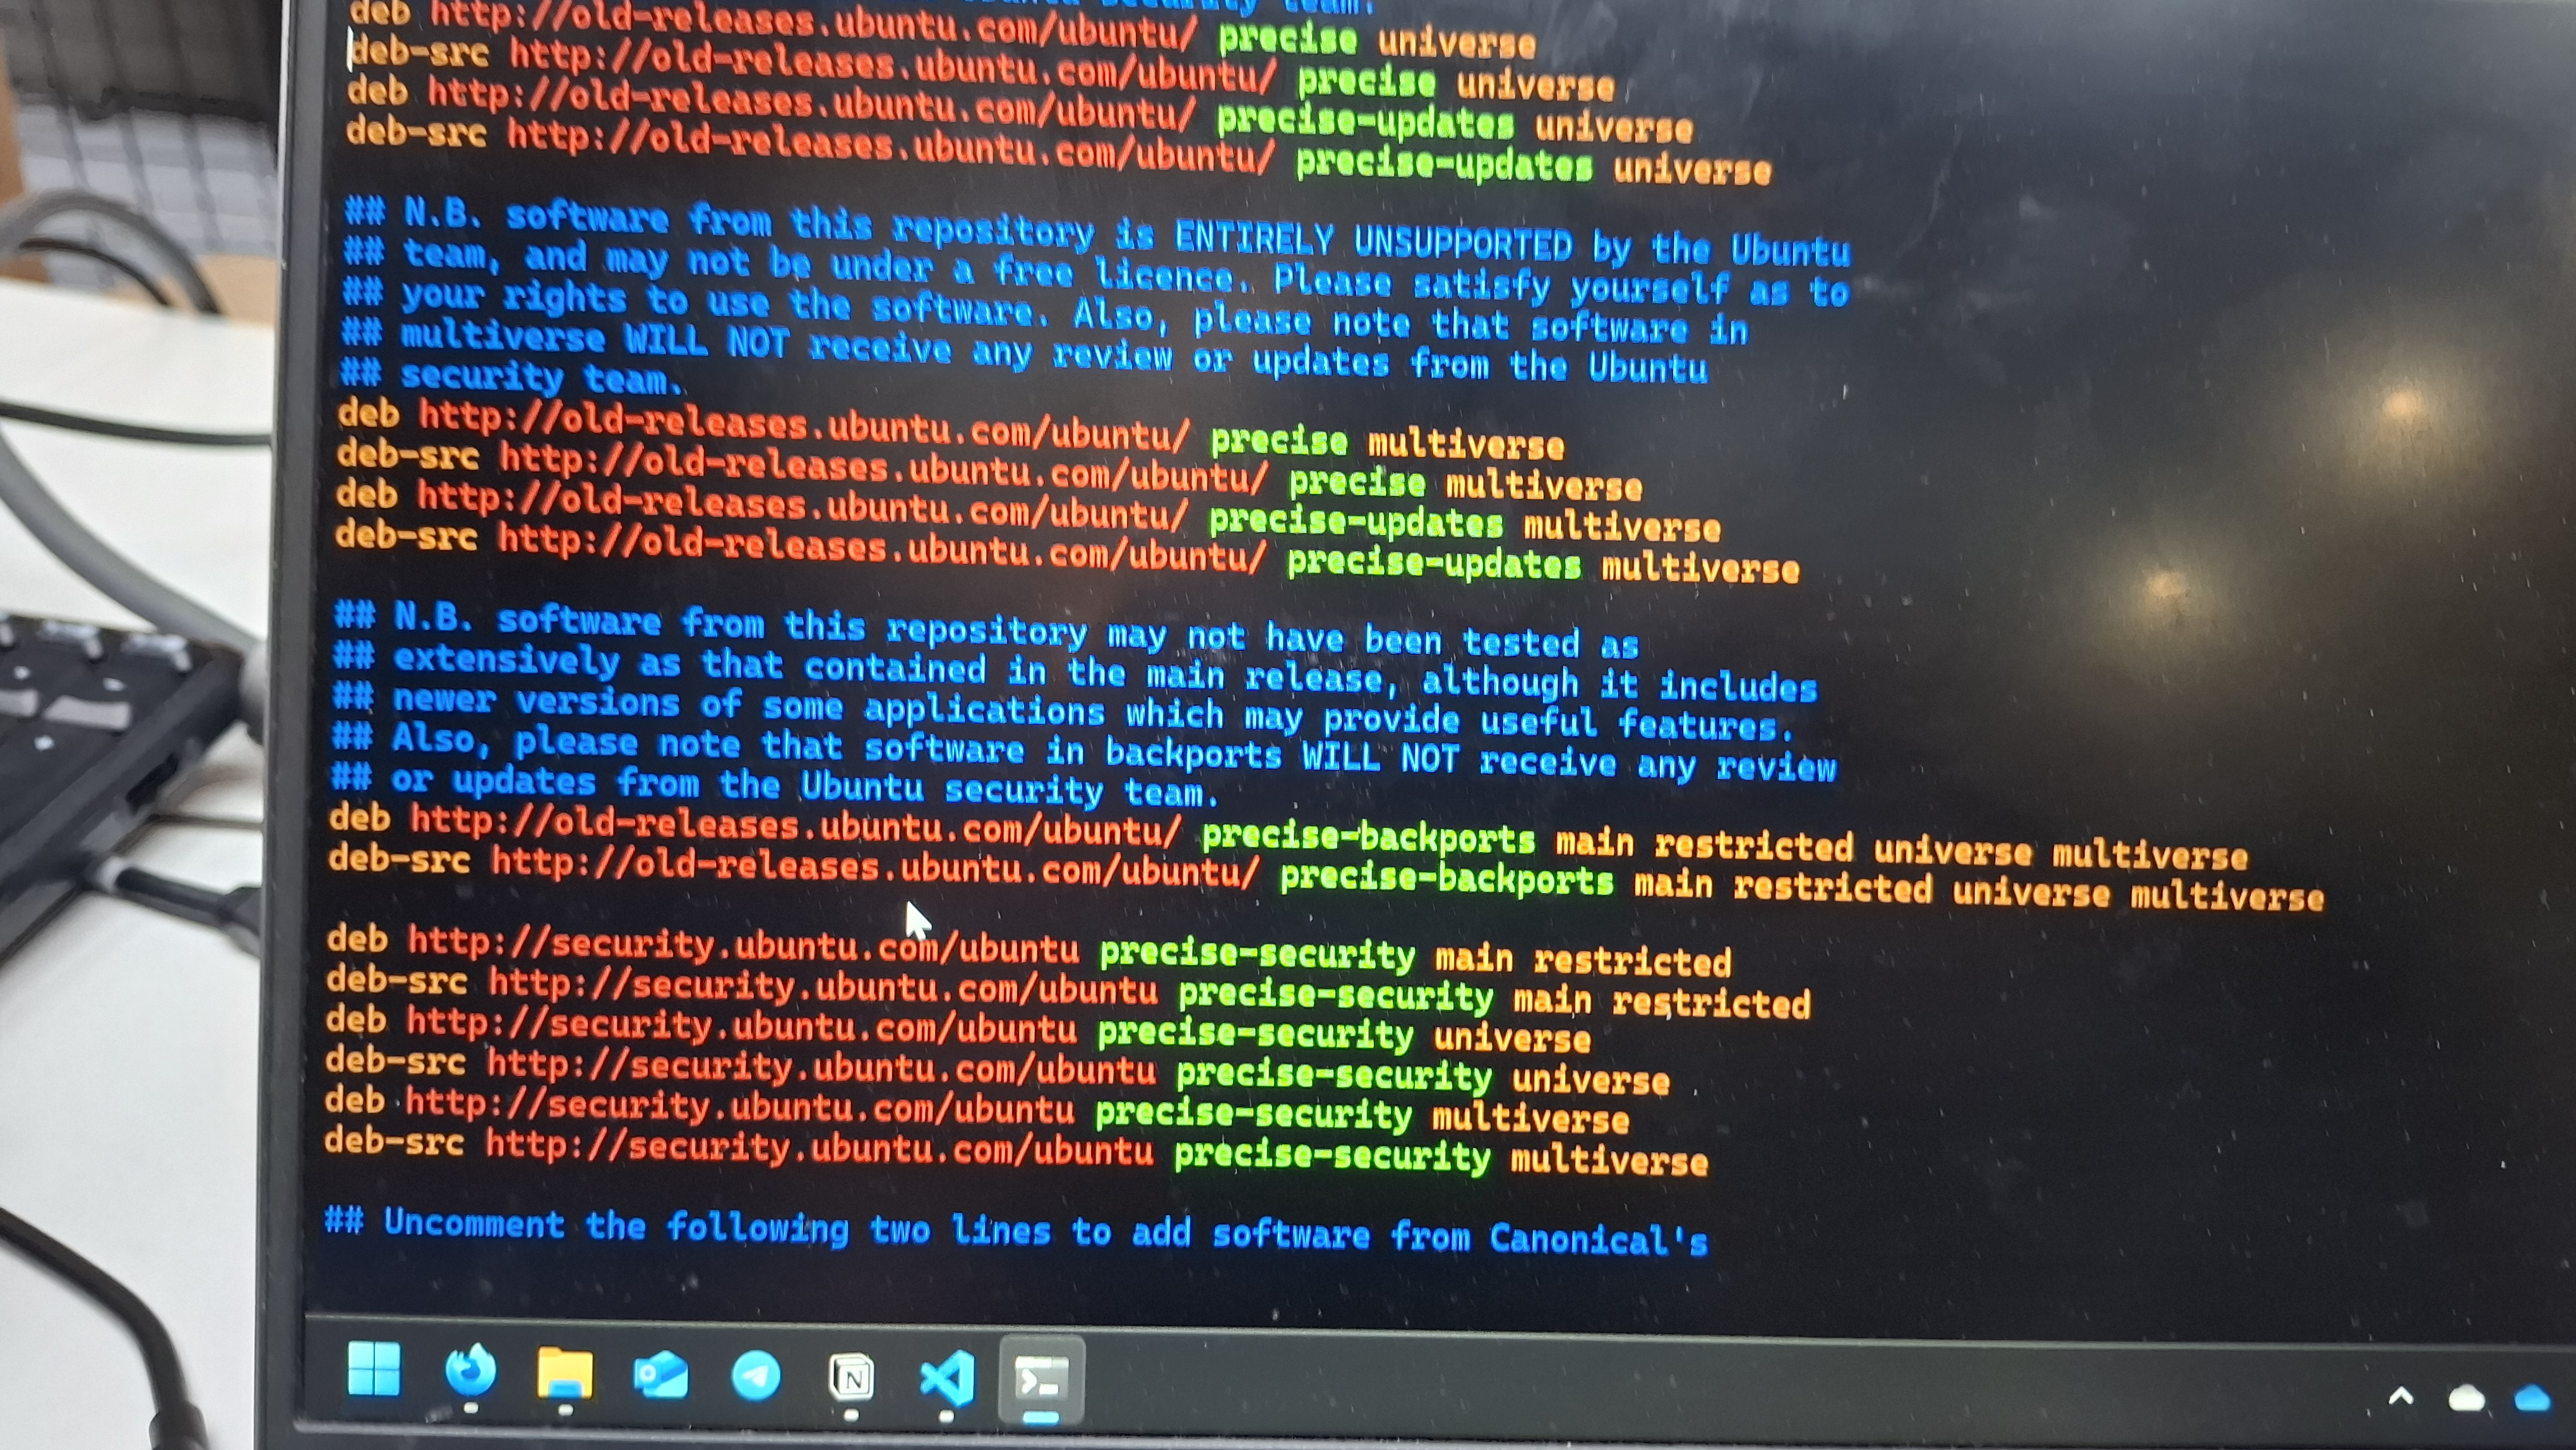 security team.
deb http://old-releases.ubuntu.com/ubuntu/ precise universe
deb-src http://old-releases.ubuntu.com/ubuntu/ precise universe
deb http://old-releases.ubuntu.com/ubuntu/ precise-updates universe
deb-src http://old-releases.ubuntu.com/ubuntu/ precise-updates universe
## N.B. software from this repository is ENTIRELY UNSUPPORTED by the Ubuntu
## team, and may not be under a free licence. Please satisfy yourself as to
## your rights to use the software. Also, please note that software in
## multiverse WILL NOT receive any review or updates from the Ubuntu
## security team.
deb http://old-releases.ubuntu.com/ubuntu/ precise multiverse
deb-src http://old-releases.ubuntu.com/ubuntu/ precise multiverse
deb http://old-releases.ubuntu.com/ubuntu/ precise-updates multiverse
deb-src http://old-releases.ubuntu.com/ubuntu/ precise-updates multiverse
## N.B. software from this repository may not have been tested as
## extensively as that contained in the main release, although it includes
## newer versions of some applications which may provide useful features.
## Also, please note that software in backports WILL NOT receive any review
## or updates from the Ubuntu security team.
deb http://old-releases.ubuntu.com/ubuntu/ precise-backports main restricted universe multiverse
deb-src http://old-releases.ubuntu.com/ubuntu/ precise-backports main restricted universe multiverse
deb http://security.ubuntu.com/ubuntu precise-security main restricted
deb-src http://security.ubuntu.com/ubuntu precise-security main restricted
deb http://security.ubuntu.com/ubuntu precise-security universe
deb-src http://security.ubuntu.com/ubuntu precise-security universe
deb http://security.ubuntu.com/ubuntu precise-security multiverse
deb-src http://security.ubuntu.com/ubuntu precise-security multiverse
## Uncomment the following two lines to add software from Canonical's